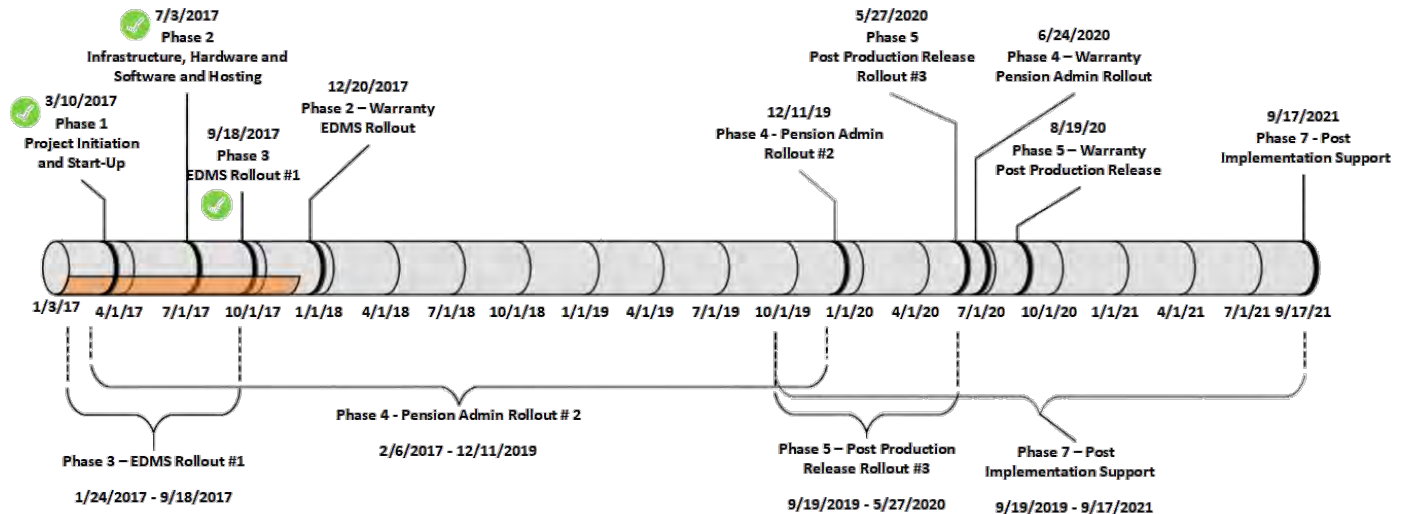 7/3/2017
Phase 2
Infrastructure, Hardware and
Software and Hosting
3/10/2017
Phase 1
Project Initiation
and Start-Up
9/18/2017
Phase 3
EDMS Rollout #1
12/20/2017
Phase 2 – Warranty
EDMS Rollout
12/11/19
Phase 4 - Pension Admin
Rollout #2
5/27/2020
Phase 5
Post Production Release
Rollout #3
6/24/2020
Phase 4 – Warranty
Pension Admin Rollout
8/19/20
Phase 5 – Warranty
Post Production Release
9/17/2021
Phase 7 - Post
Implementation Support
1/3/17 4/1/17 7/1/17 10/1/17 1/1/18 4/1/18 7/1/18 10/1/18 1/1/19 4/1/19 7/1/19 10/1/19 1/1/20 4/1/20 7/1/20 10/1/20 1/1/21 4/1/21 7/1/21 9/17/21
Phase 3 – EDMS Rollout #1
1/24/2017 - 9/18/2017
Phase 4 - Pension Admin Rollout # 2
2/6/2017 - 12/11/2019
Phase 5 - Post Production
Release Rollout #3
9/19/2019 - 5/27/2020
Phase 7 – Post
Implementation Support
9/19/2019 - 9/17/2021